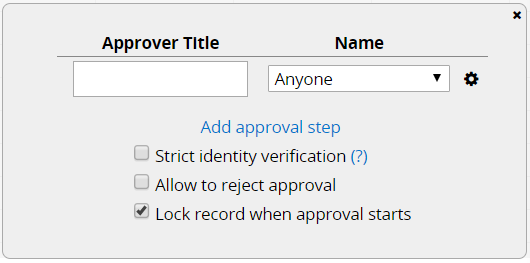 Approver TItle Name
Anyone
Add approval step
Strict identity verification (?)
Allow to reject approval
Lock record when approval starts